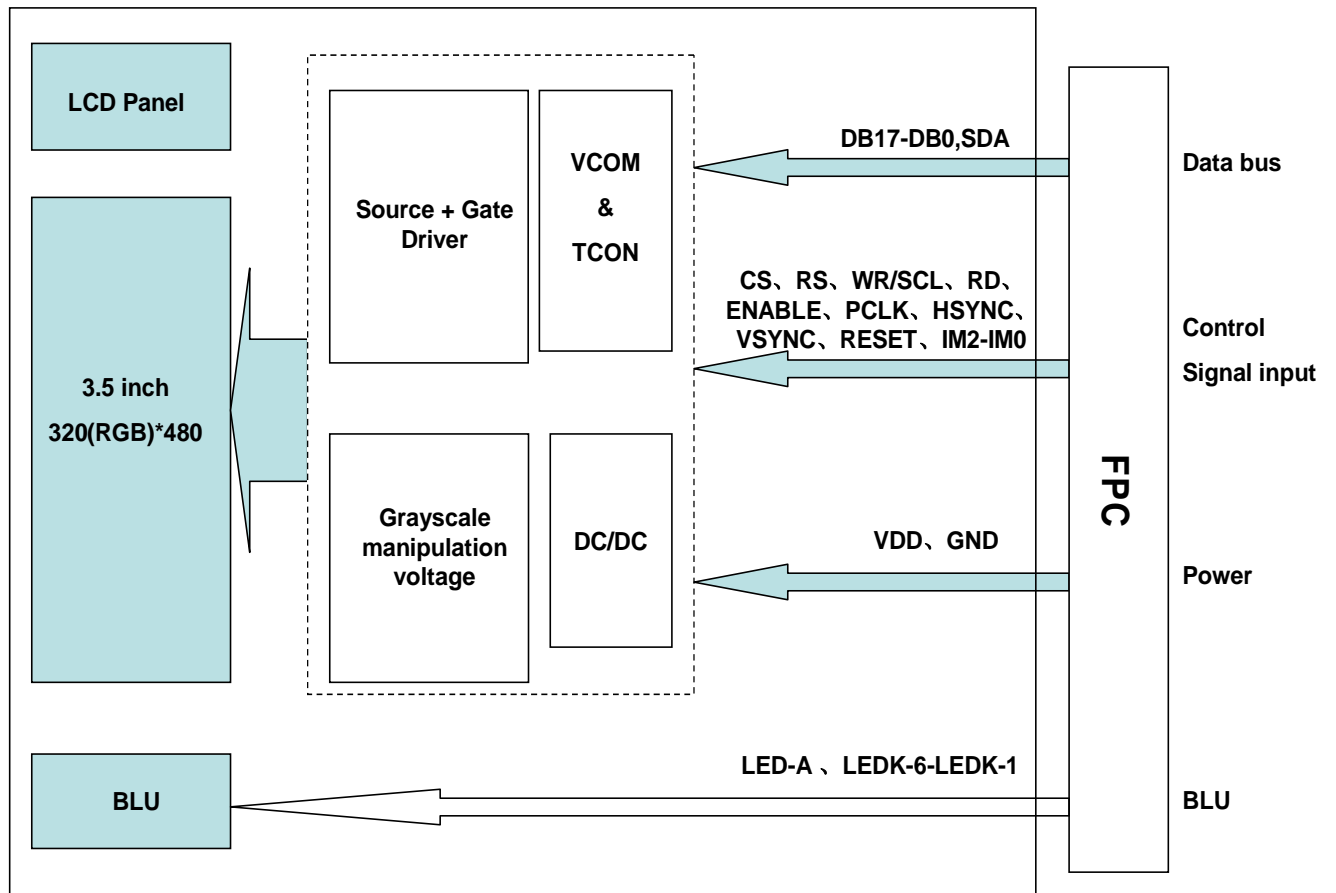 LCD Panel
3.5 inch
320(RGB)*480
BLU
Source + Gate
Driver
VCOM
&
TCON
Grayscale
manipulation
voltage
DC/DC
DB17-DB0,SDA
CS、RS、WR/SCL、RD、
ENABLE、PCLK、HSYNC、
VSYNC、RESET、IM2-IM0
VDD、GND
LED-A 、LEDK-6-LEDK-1
FPC
Data bus
Control
Signal input
Power
BLU